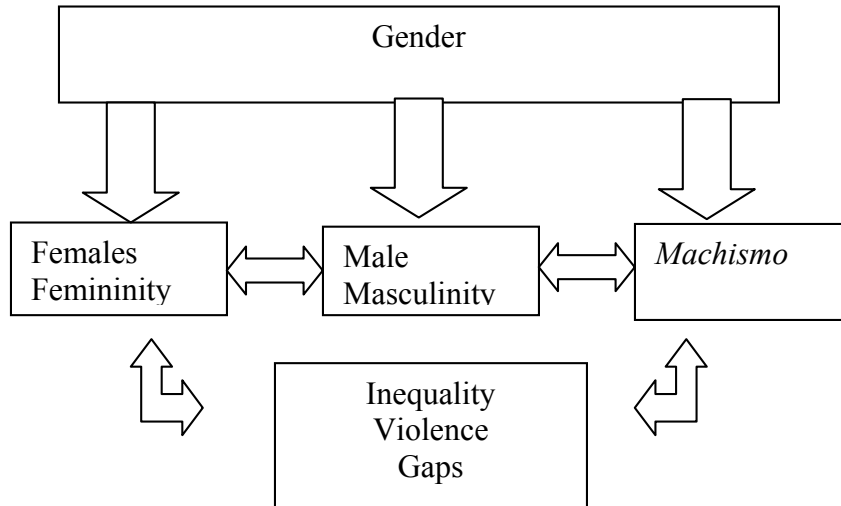 Gender
Females
Femininity
Male
Masculinity
Machismo
Inequality
Violence
Gaps